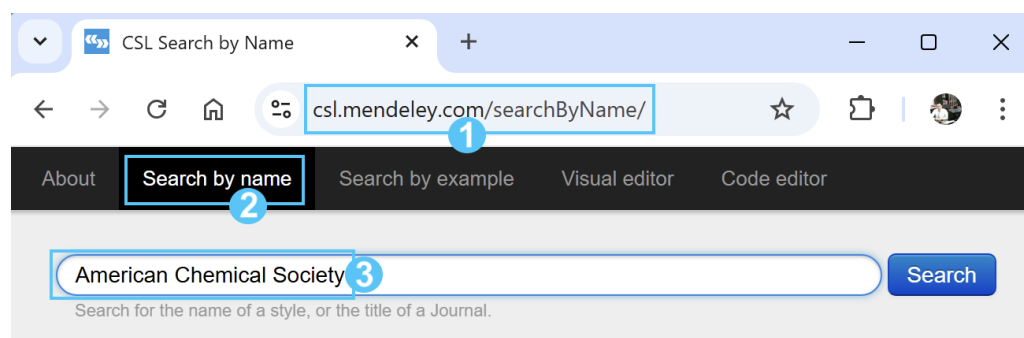 CSL Search by Name
csl.mendeley.com/searchByName/
1
About Search by name Search by example Visual editor Code editor
2
American Chemical Society 3 Search
Search for the name of a style, or the title of a Journal.